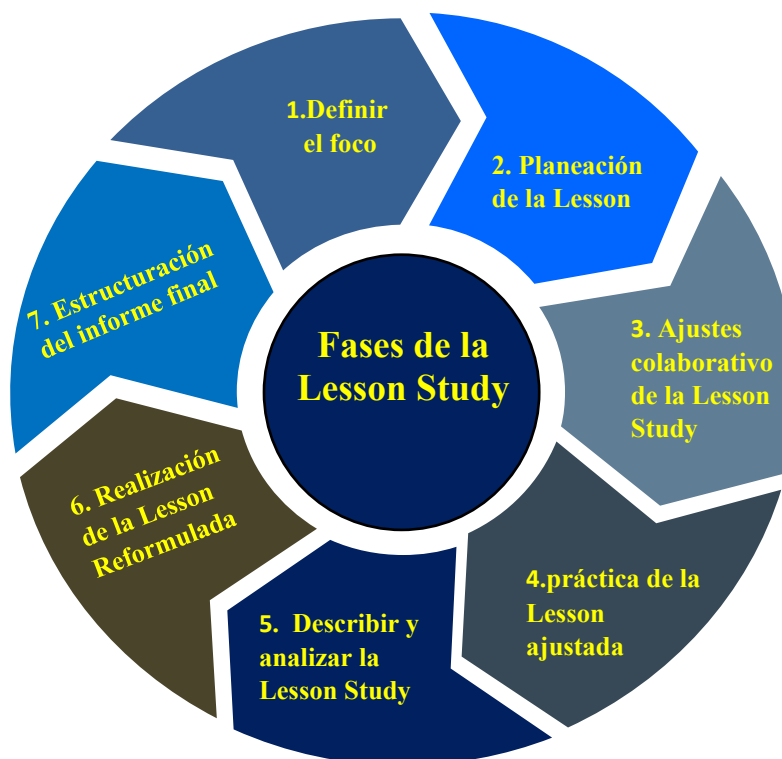 1.Definir
el foco
2. Planeación
de la Lesson
3. Ajustes
colaborativo
de la Lesson
Study
4.práctica de la
Lesson
ajustada
5. Describir y
analizar la
Lesson Study
6. Realización
de la Lesson
Reformulada
7. Estructuración
del informe final
Fases de la
Lesson Study